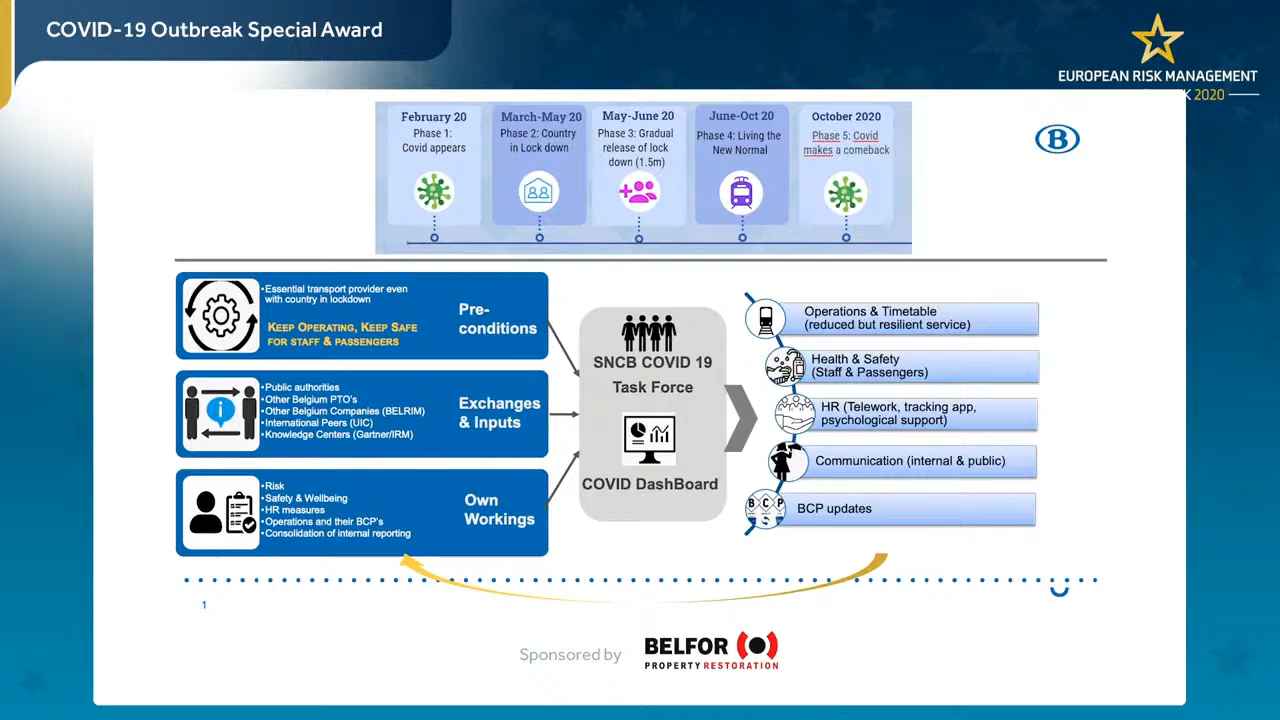 COVID-19 Outbreak Special Award
EUROPEAN RISK MANAGEMENT
K 2020
February 20
Phase 1:
Covid appears
March-May 20
Phase 2: Country
in Lock down
May-June 20
Phase 3: Gradual
release of lock
down (1.5m)
June-Oct 20
Phase 4: Living the
New Normal
October 2020
Phase 5: Covid
makes a comeback
B
•Essential transport provider even
with country in lockdown
KEEP OPERATING, KEEP SAFE
FOR STAFF & PASSENGERS
Pre-
conditions
•Public authorities
•Other Belgium PTO's
•Other Belgium Companies (BELRIM)
•International Peers (UIC)
•Knowledge Centers (Gartner/IRM)
Exchanges
& Inputs
•Risk
•Safety & Wellbeing
•HR measures
•Operations and their BCP's
•Consolidation of internal reporting
Own
Workings
SNCB COVID 19
Task Force
COVID DashBoard
Operations & Timetable
(reduced but resilient service)
Health & Safety
(Staff & Passengers)
HR (Telework, tracking app,
psychological support)
Communication (internal & public)
B C P
BCP updates
1
Sponsored by
BELFOR
PROPERTY RESTORATION